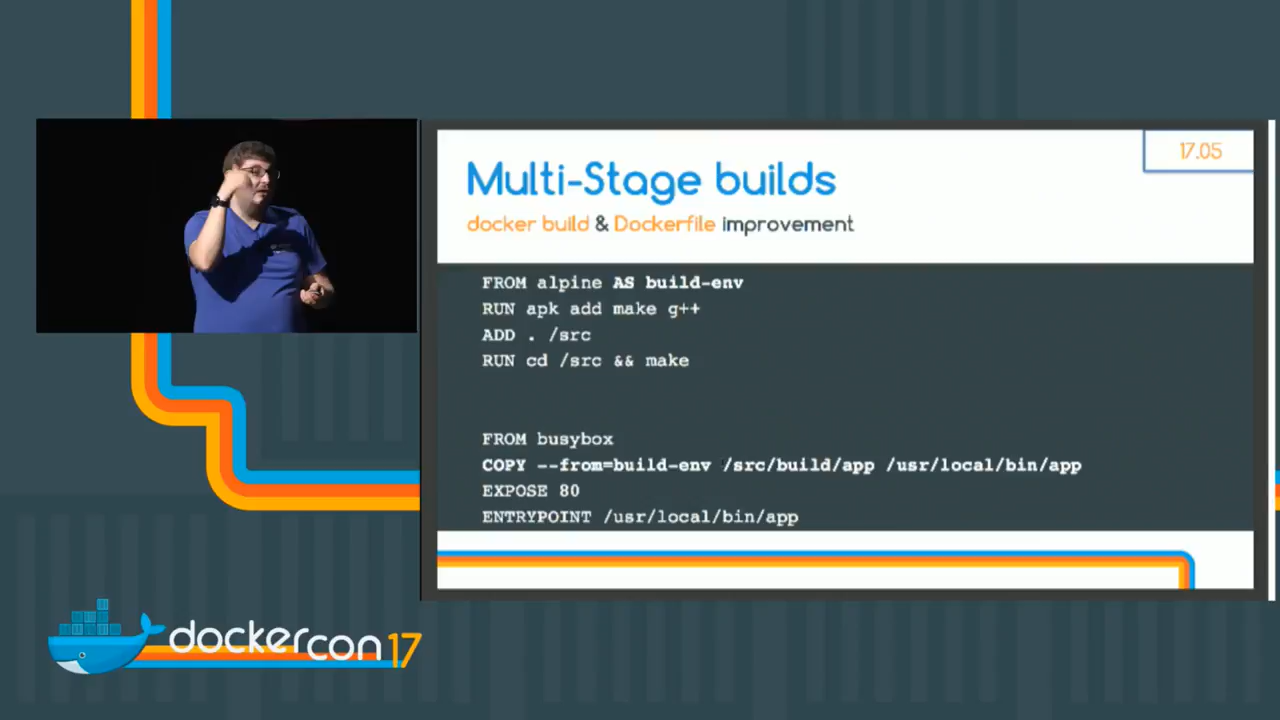 17.05
Multi-Stage builds
docker build & Dockerfile improvement
FROM alpine AS build-env
RUN apk add make g++
ADD . /src
RUN cd /src && make
FROM busybox
COPY --from=build-env /src/build/app /usr/local/bin/app
EXPOSE 80
ENTRYPOINT /usr/local/bin/app
dockercon 17